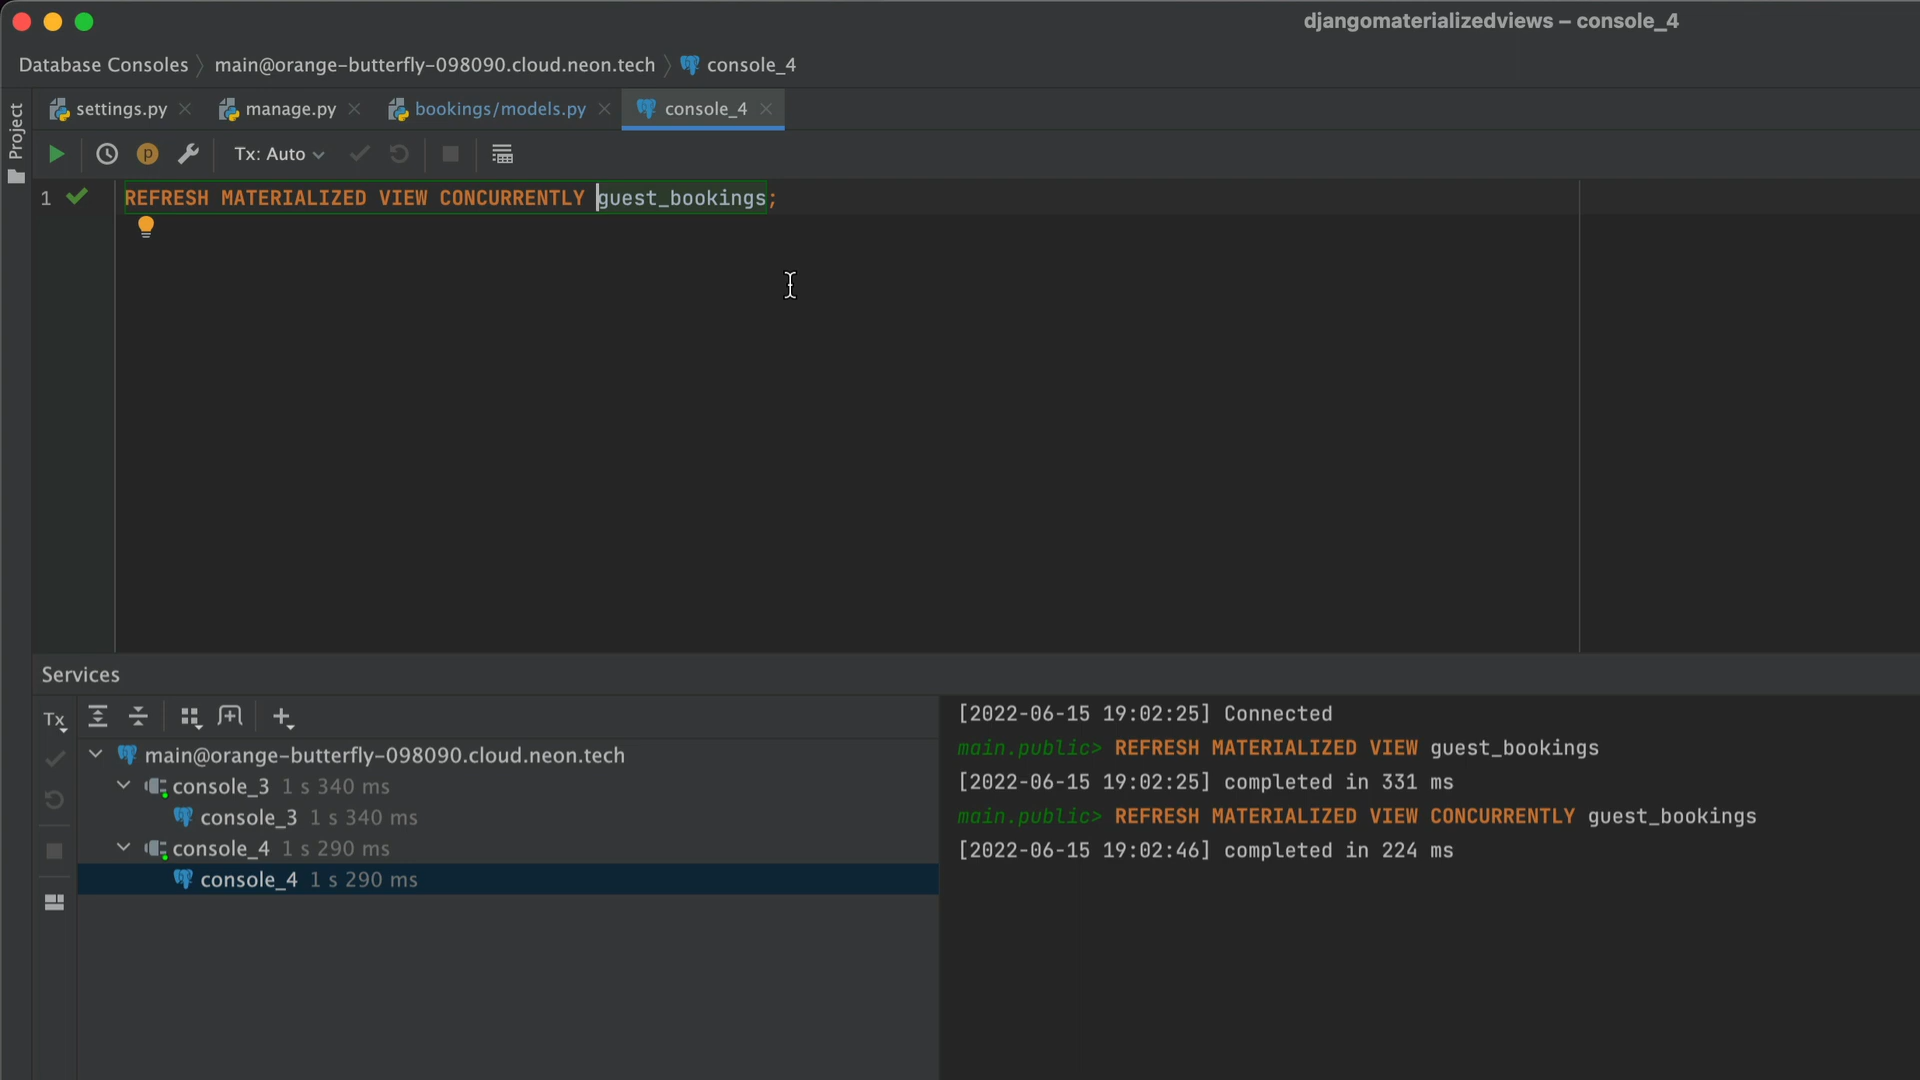 djangomaterializedviews – console_4
Database Consoles main@orange-butterfly-098090.cloud.neon.tech console_4
Project
settings.py manage.py bookings/models.py console_4
p Tx: Auto
1 REFRESH MATERIALIZED VIEW CONCURRENTLY guest_bookings;
Services
Tx
main@orange-butterfly-098090.cloud.neon.tech
console_3 1 s 340 ms
console_3 1 s 340 ms
console_4 1 s 290 ms
console_4 1 s 290 ms
[2022-06-15 19:02:25] Connected
main.public> REFRESH MATERIALIZED VIEW guest_bookings
[2022-06-15 19:02:25] completed in 331 ms
main.public> REFRESH MATERIALIZED VIEW CONCURRENTLY guest_bookings
[2022-06-15 19:02:46] completed in 224 ms